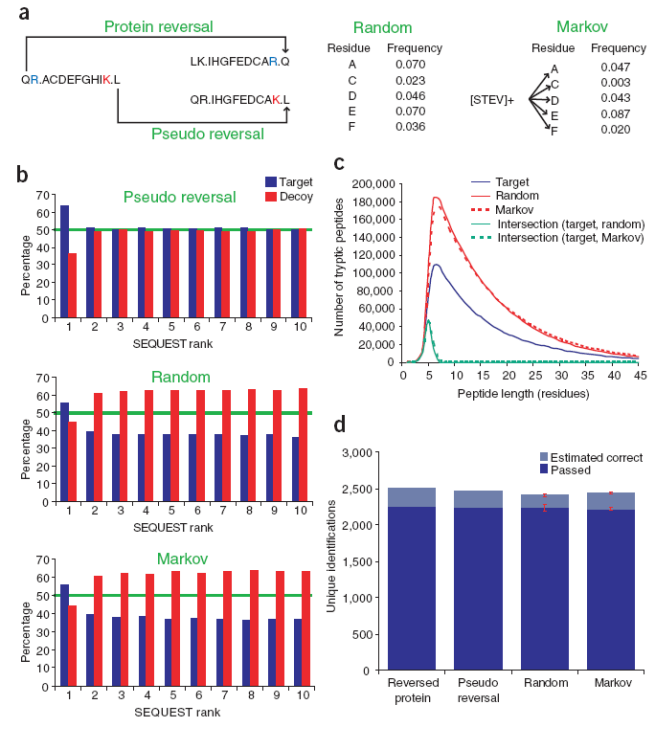 a
Protein reversal
QR.ACDEFGHIK.L
LK.IHGFEDCAR.Q
QR.IHGFEDCAK.L
Pseudo reversal
Random
Residue Frequency
A 0.070
C 0.023
D 0.046
E 0.070
F 0.036
Markov
Residue Frequency
[STEV]+
A 0.047
C 0.003
D 0.043
E 0.087
F 0.020
b
Pseudo reversal
Target
Decoy
Percentage
70
60
50
40
30
20
10
0
1 2 3 4 5 6 7 8 9 10
SEQUEST rank
Random
Percentage
70
60
50
40
30
20
10
0
1 2 3 4 5 6 7 8 9 10
SEQUEST rank
Markov
Percentage
70
60
50
40
30
20
10
0
1 2 3 4 5 6 7 8 9 10
SEQUEST rank
c
Number of tryptic peptides
200,000
180,000
160,000
140,000
120,000
100,000
80,000
60,000
40,000
20,000
0
Target
Random
Markov
Intersection (target, random)
Intersection (target, Markov)
0 5 10 15 20 25 30 35 40 45
Peptide length (residues)
d
Unique identifications
3,000
2,500
2,000
1,500
1,000
500
0
Estimated correct
Passed
Reversed Pseudo Random Markov
protein reversal